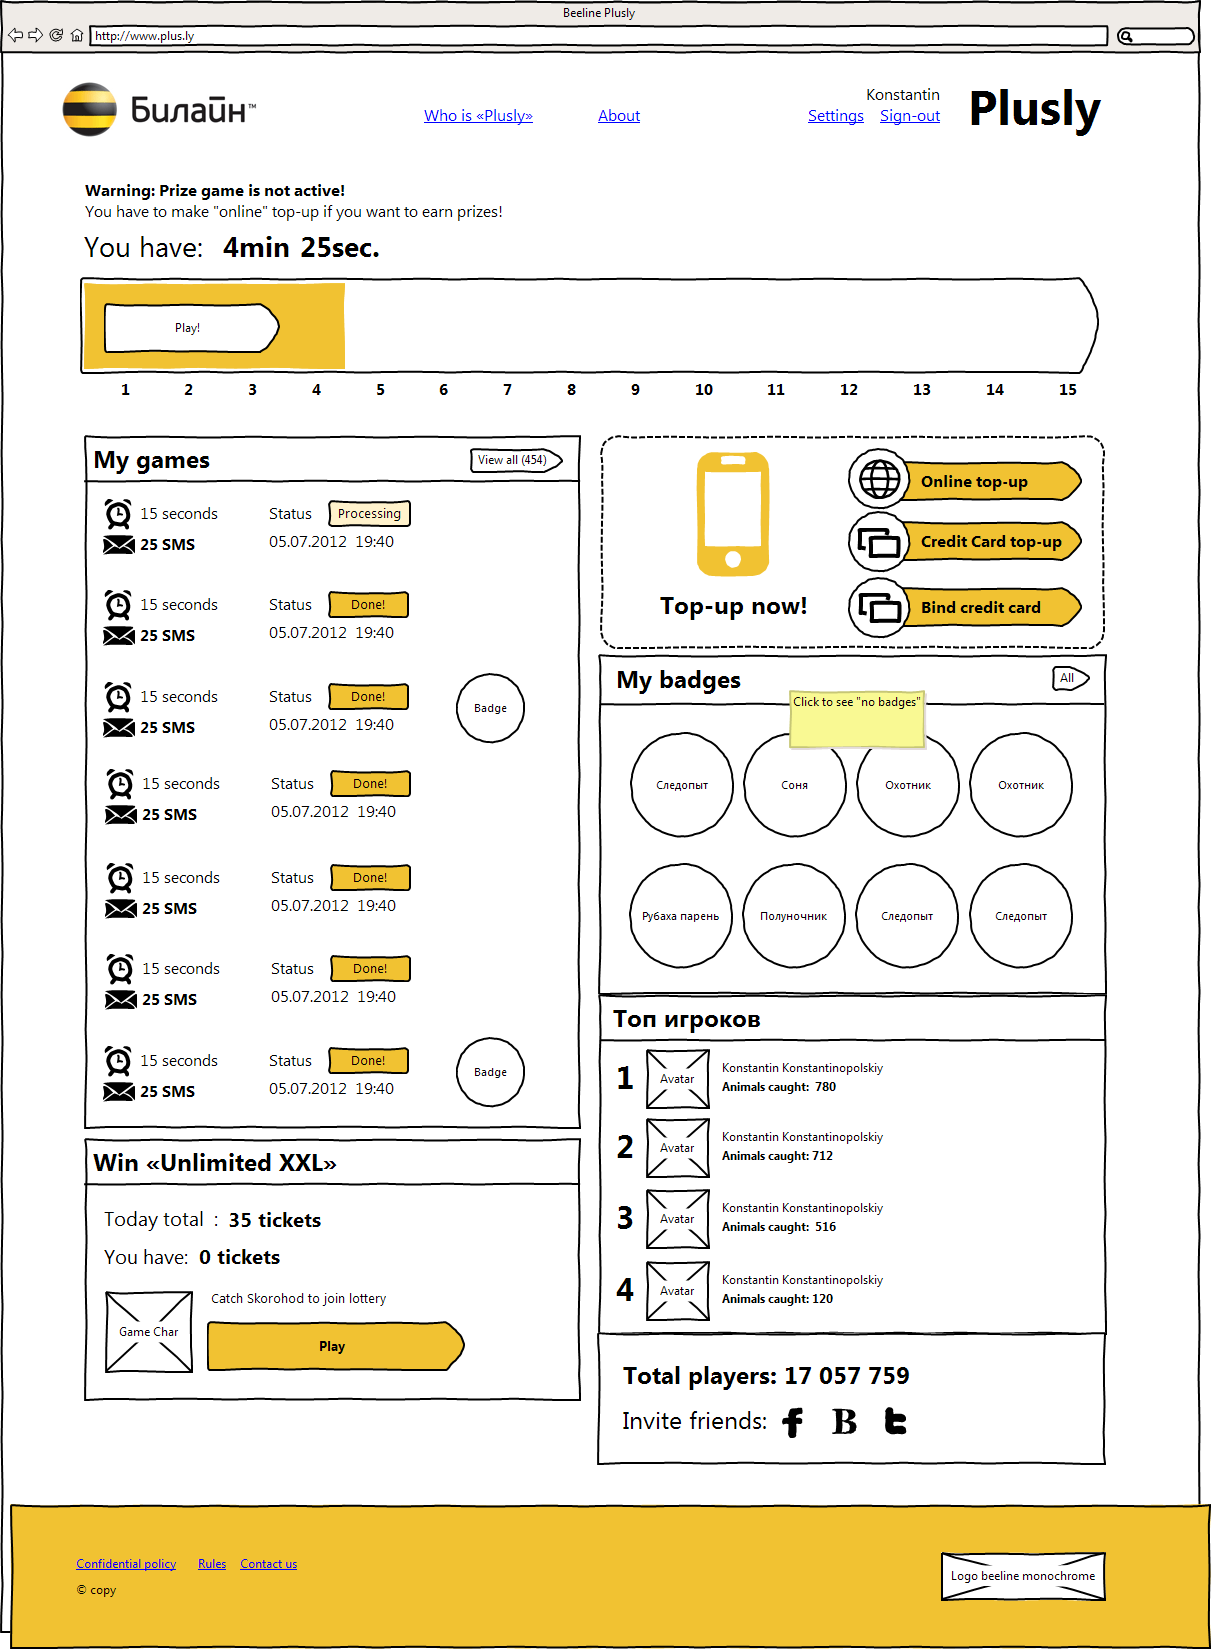 Beeline Plusly
http://www.plus.ly
Билайн™
Who is «Plusly»
About
Konstantin
Settings
Sign-out
Plusly
Warning: Prize game is not active!
You have to make "online" top-up if you want to earn prizes!
You have: 4min 25sec.
Play!
1 2 3 4 5 6 7 8 9 10 11 12 13 14 15
My games
View all (454)
15 seconds Status Processing
25 SMS 05.07.2012 19:40
15 seconds Status Done!
25 SMS 05.07.2012 19:40
15 seconds Status Done!
25 SMS 05.07.2012 19:40
Badge
15 seconds Status Done!
25 SMS 05.07.2012 19:40
15 seconds Status Done!
25 SMS 05.07.2012 19:40
15 seconds Status Done!
25 SMS 05.07.2012 19:40
15 seconds Status Done!
25 SMS 05.07.2012 19:40
Badge
Win «Unlimited XXL»
Today total : 35 tickets
You have: 0 tickets
Game Char
Catch Skorohod to join lottery
Play
Top-up now!
Online top-up
Credit Card top-up
Bind credit card
My badges
All
Click to see "no badges"
Следопыт Соня Охотник Охотник
Рубаха парень Полуночник Следопыт Следопыт
Топ игроков
1 Avatar
Konstantin Konstantinopolskiy
Animals caught: 780
2 Avatar
Konstantin Konstantinopolskiy
Animals caught: 712
3 Avatar
Konstantin Konstantinopolskiy
Animals caught: 516
4 Avatar
Konstantin Konstantinopolskiy
Animals caught: 120
Total players: 17 057 759
Invite friends: f B t
Confidential policy Rules Contact us
© copy
Logo beeline monochrome